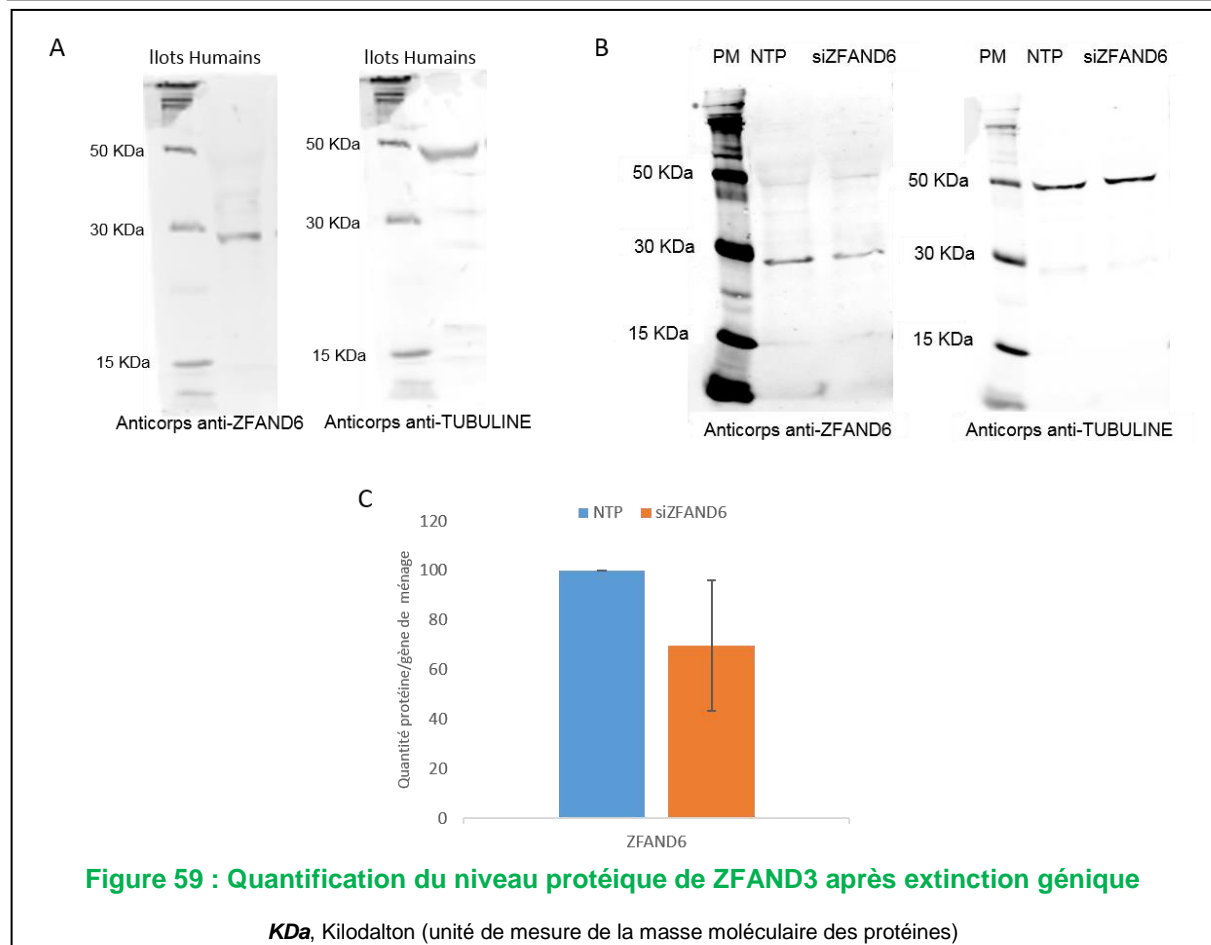 A
Ilots Humains
Ilots Humains
50 KDa
50 KDa
30 KDa
30 KDa
15 KDa
15 KDa
Anticorps anti-ZFAND6
Anticorps anti-TUBULINE
B
PM NTP siZFAND6
PM NTP siZFAND6
50 KDa
50 KDa
30 KDa
30 KDa
15 KDa
15 KDa
Anticorps anti-ZFAND6
Anticorps anti-TUBULINE
C
NTP siZFAND6
Quantité protéine/gène de ménage
120
100
80
60
40
20
0
ZFAND6
Figure 59 : Quantification du niveau protéique de ZFAND3 après extinction génique
KDa, Kilodalton (unité de mesure de la masse moléculaire des protéines)